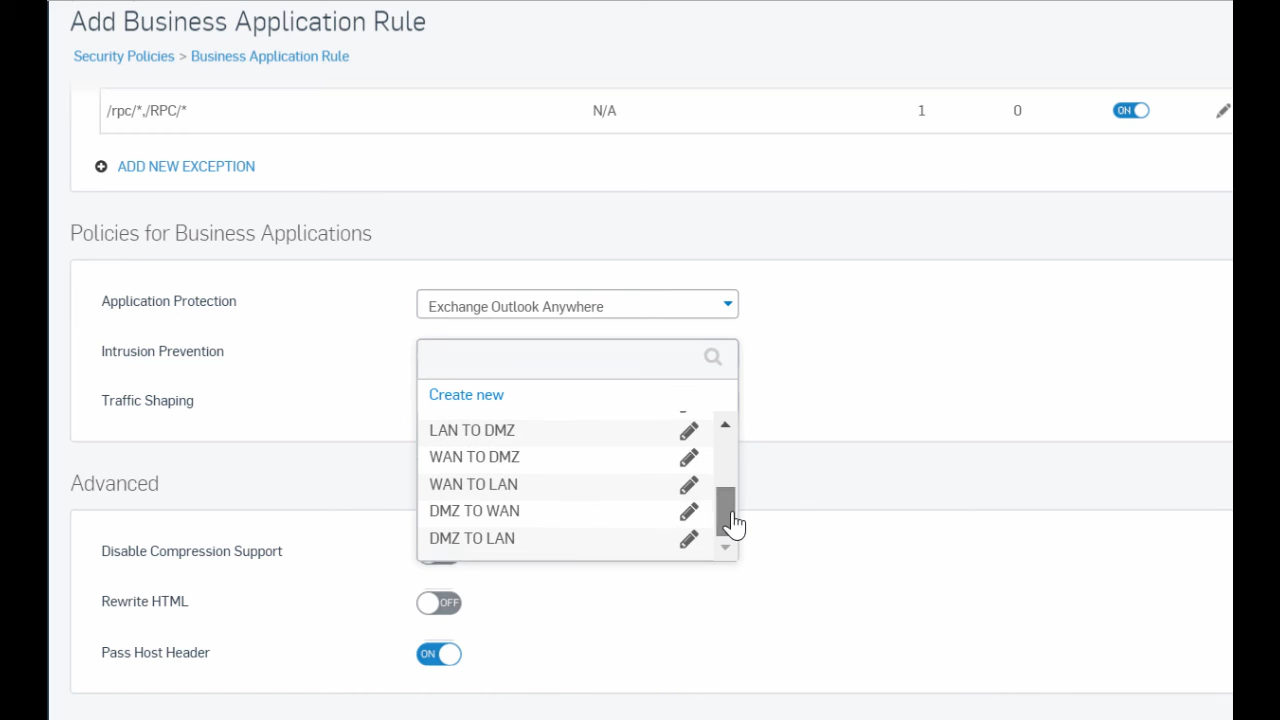 Add Business Application Rule
Security Policies > Business Application Rule
/rpc/*,/RPC/* N/A 1 0 ON
ADD NEW EXCEPTION
Policies for Business Applications
Application Protection Exchange Outlook Anywhere
Intrusion Prevention
Create new
Traffic Shaping
LAN TO DMZ
WAN TO DMZ
WAN TO LAN
Advanced
DMZ TO WAN
DMZ TO LAN
Disable Compression Support
Rewrite HTML OFF
Pass Host Header ON